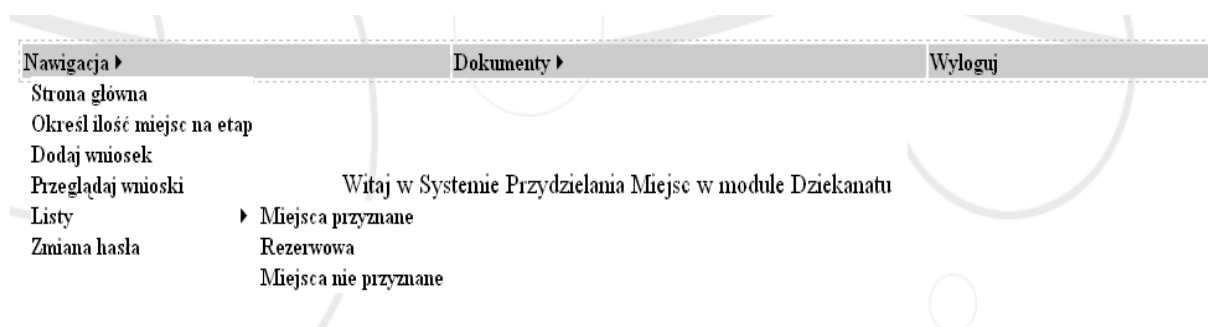 Nawigacja Dokumenty Wyloguj
Strona główna
Określ ilość miejsc na etap
Dodaj wniosek
Przeglądaj wnioski Witaj w Systemie Przydzielania Miejsc w module Dziekanatu
Listy Miejsca przyznane
Zmiana hasła Rezerwowa
Miejsca nie przyznane